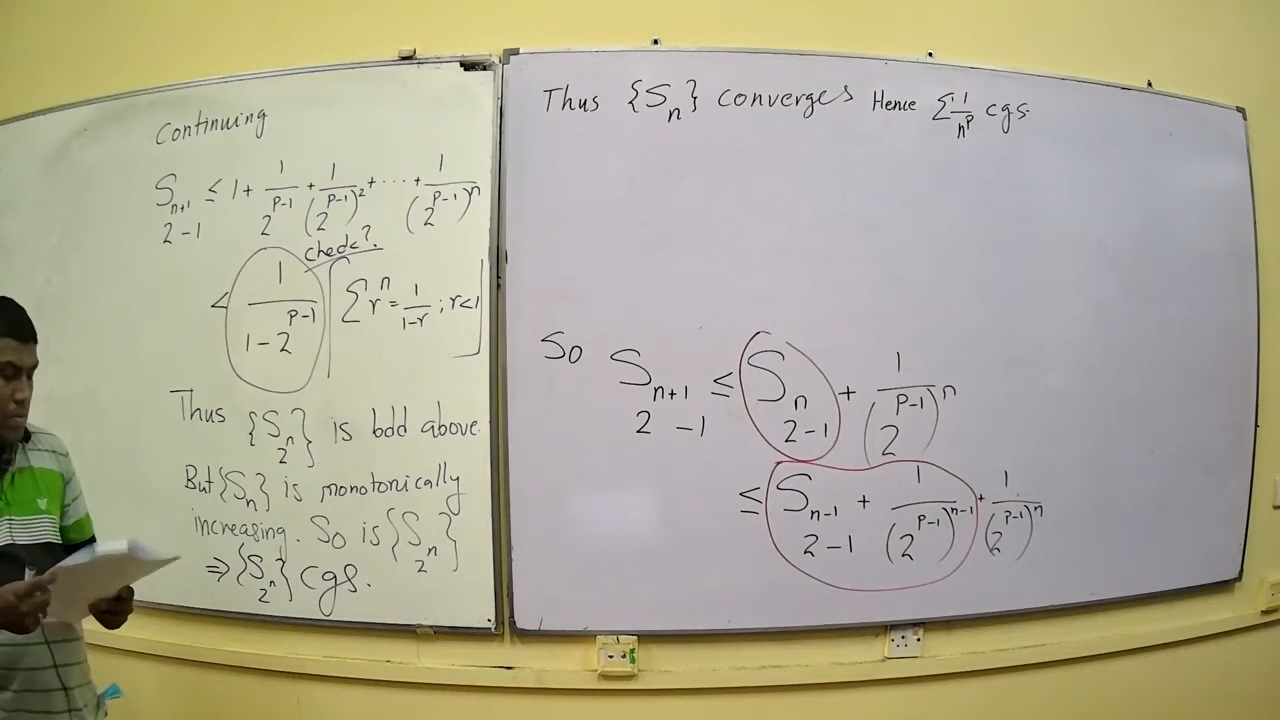 Continuing
S_{2^{n+1}-1} ≤ 1 + 1/2^{p-1} + 1/(2^{p-1})^2 + ... + 1/(2^{p-1})^n
check?
< 1/(1-2^{p-1}) [ Σ r^n = 1/(1-r) ; r<1 ]
Thus {S_{2^n}} is bdd above.
But {S_n} is monotonically
increasing. So is {S_{2^n}}
⇒ {S_{2^n}} cgs.
Thus {S_n} converges Hence Σ 1/n^p cgs.
So S_{2^{n+1}-1} ≤ S_{2^n-1} + 1/(2^{p-1})^n
≤ S_{2^{n-1}-1} + 1/(2^{p-1})^{n-1} + 1/(2^{p-1})^n